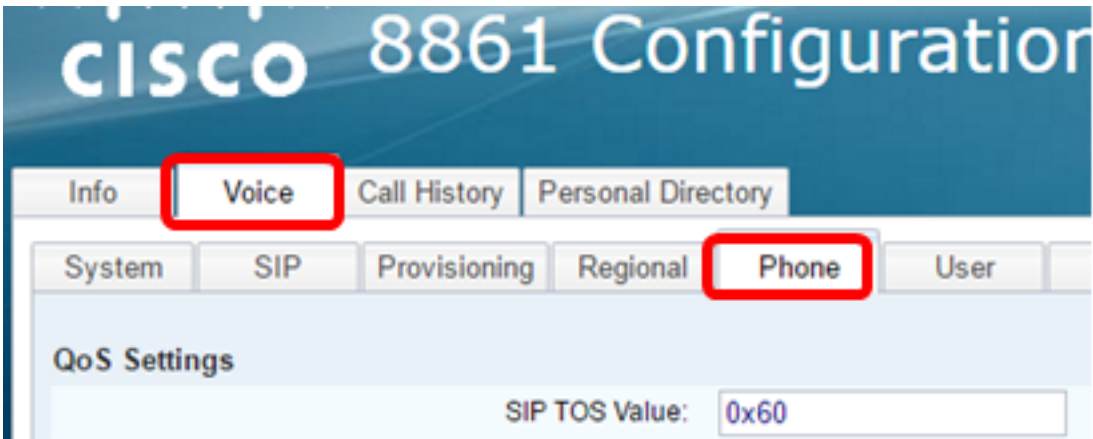 CISCO 8861 Configuration
Info Voice Call History Personal Directory
System SIP Provisioning Regional Phone User
QoS Settings
SIP TOS Value: 0x60